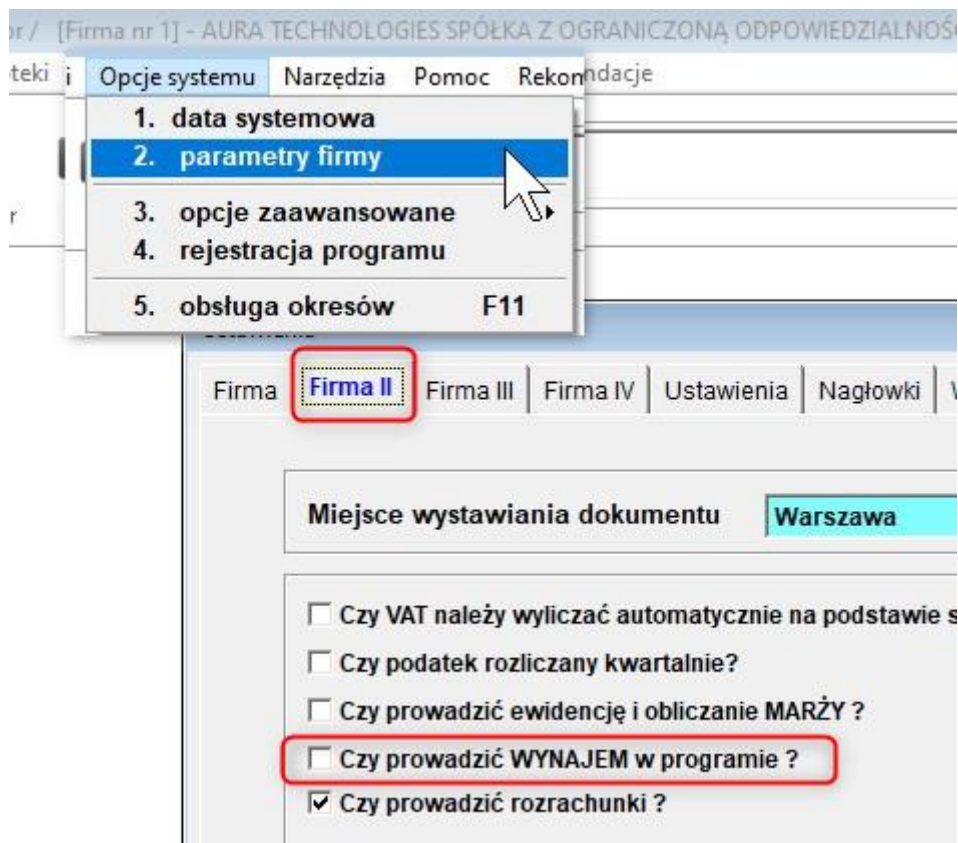 [Firma nr 1] - AURA TECHNOLOGIES SPÓŁKA Z OGRANICZONĄ ODPOWIEDZIALNOŚ
Opcje systemu Narzędzia Pomoc Rekomendacje
1. data systemowa
2. parametry firmy
3. opcje zaawansowane
4. rejestracja programu
5. obsługa okresów F11
Firma Firma II Firma III Firma IV Ustawienia Nagłowki
Miejsce wystawiania dokumentu Warszawa
Czy VAT należy wyliczać automatycznie na podstawie s
Czy podatek rozliczany kwartalnie?
Czy prowadzić ewidencję i obliczanie MARŻY ?
Czy prowadzić WYNAJEM w programie ?
Czy prowadzić rozrachunki ?